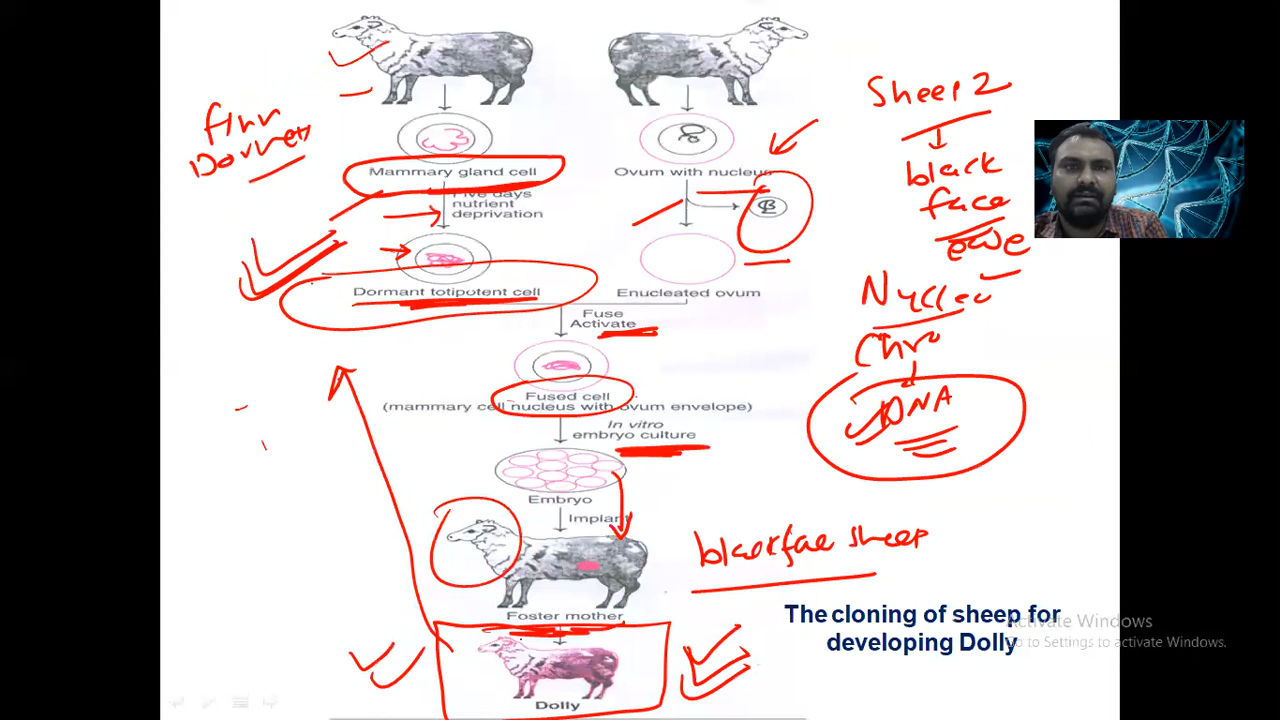 Sheep 2
black
face
ewe
Finn
Dorset
Mammary gland cell
Ovum with nucleus
Five days
nutrient
deprivation
Dormant totipotent cell
Enucleated ovum
Fuse
Activate
Nucleu
Chro
DNA
Fused cell
(mammary cell nucleus with ovum envelope)
In vitro
embryo culture
Embryo
Implant
sheep
Foster mother
The cloning of sheep for
developing Dolly
Activate Windows
Go to Settings to activate Windows.
Dolly